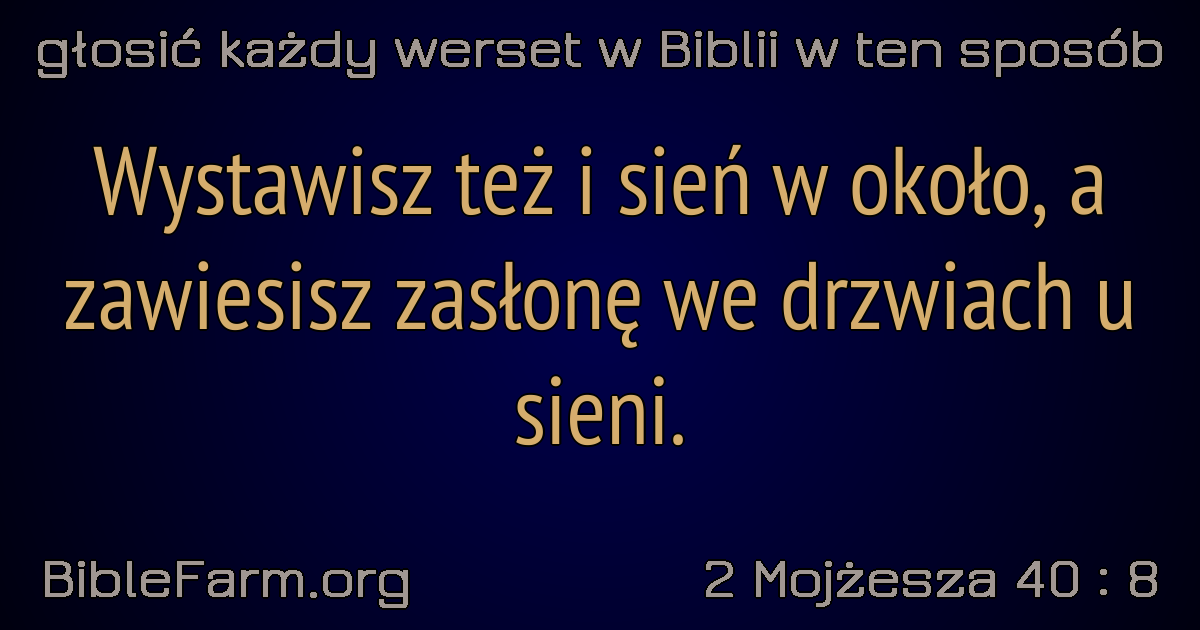 głosić każdy werset w Biblii w ten sposób
Wystawisz też i sień w około, a
zawiesisz zasłonę we drzwiach u
sieni.
BibleFarm.org
2 Mojżesza 40 : 8